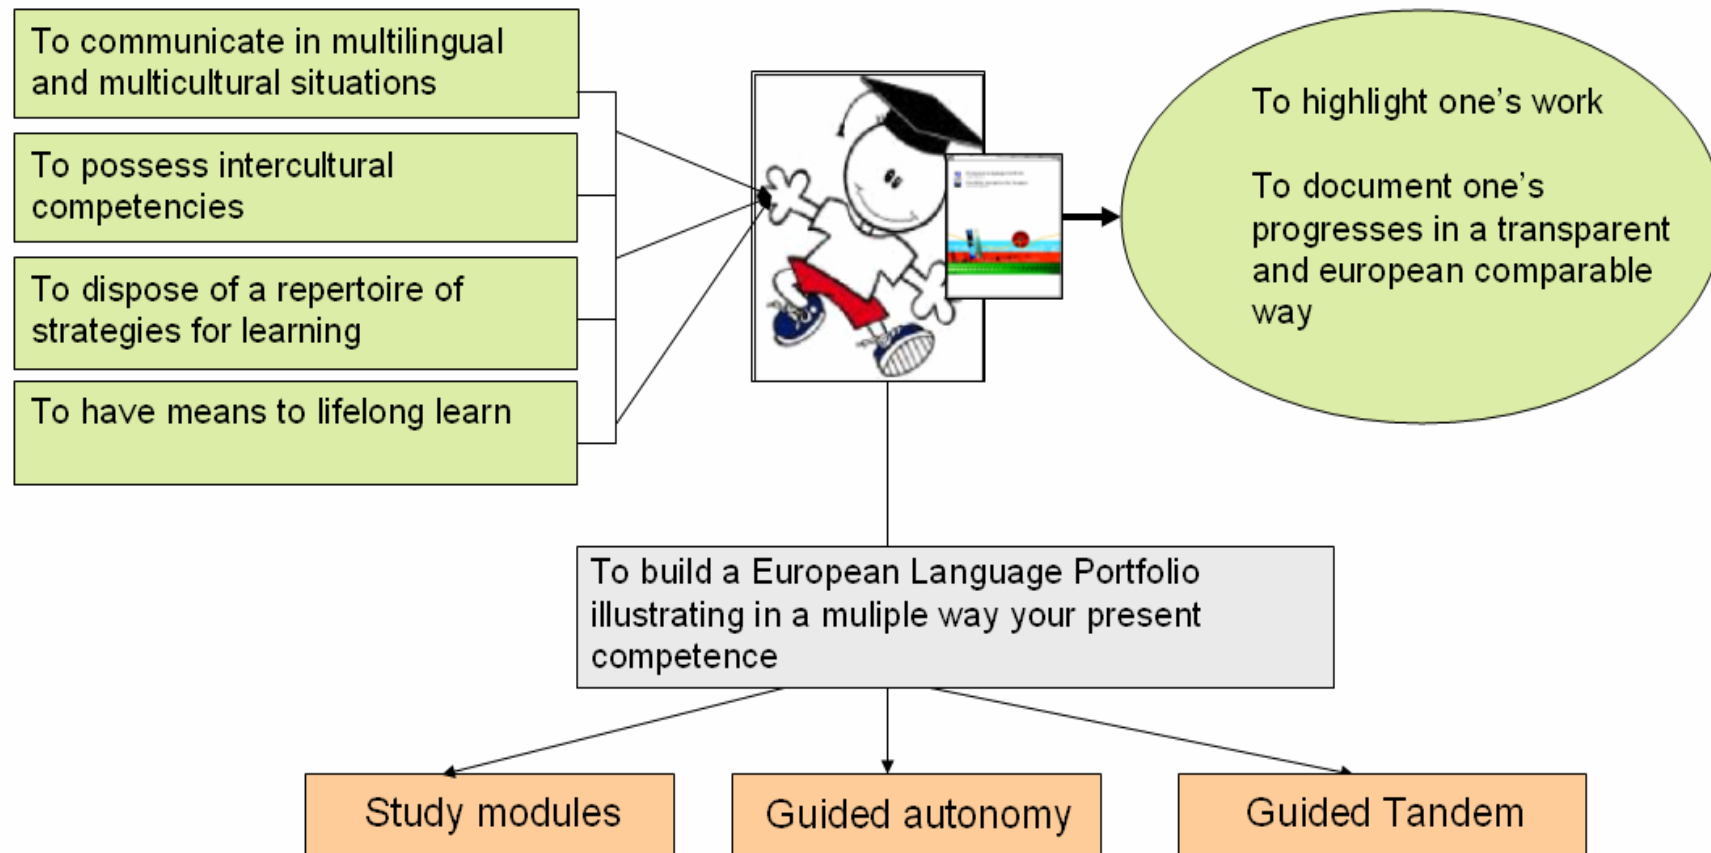 To communicate in multilingual
and multicultural situations
To possess intercultural
competencies
To dispose of a repertoire of
strategies for learning
To have means to lifelong learn
To highlight one's work
To document one's
progresses in a transparent
and european comparable
way
To build a European Language Portfolio
illustrating in a muliple way your present
competence
Study modules
Guided autonomy
Guided Tandem